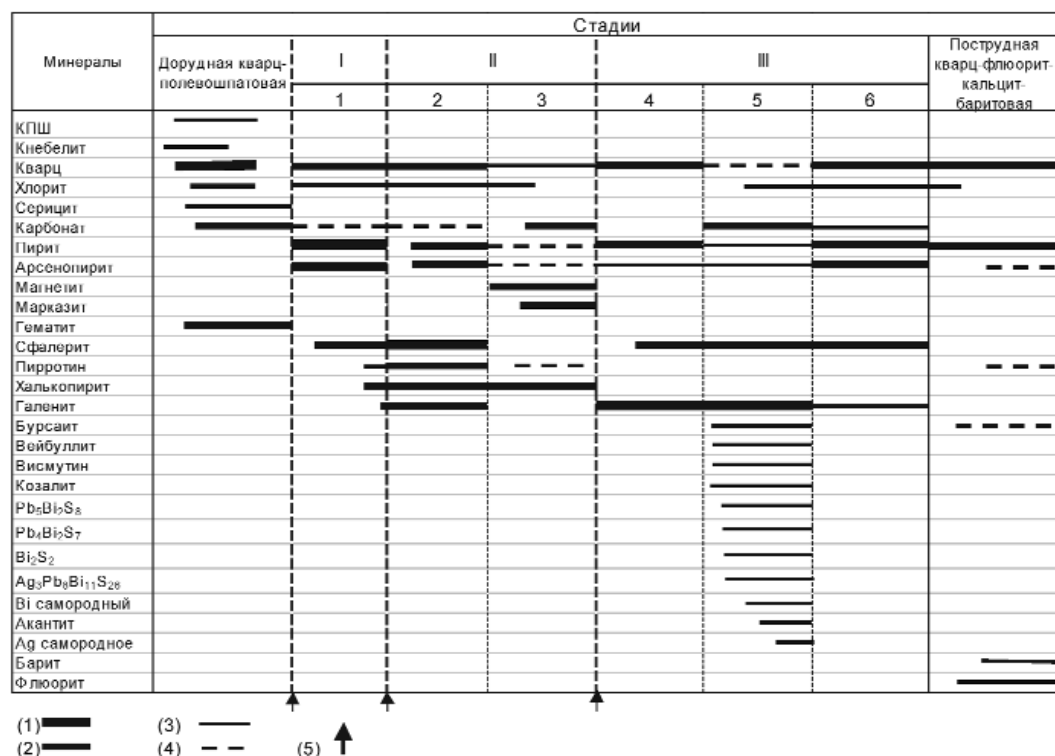 Стадии
Минералы
Дорудная кварц-
полевошпатовая
I
II
III
Пострудная
кварц-флюорит-
кальцит-
баритовая
1
2
3
4
5
6
КПШ
Кнебелит
Кварц
Хлорит
Серицит
Карбонат
Пирит
Арсенопирит
Магнетит
Марказит
Гематит
Сфалерит
Пирротин
Халькопирит
Галенит
Бурсаит
Вейбуллит
Висмутин
Козалит
Pb₅Bi₂S₈
Pb₄Bi₂S₇
Bi₂S₂
Ag₃Pb₈Bi₁₁S₂₆
Bi самородный
Акантит
Ag самородное
Барит
Флюорит
(1)
(3)
(2)
(4)
(5)